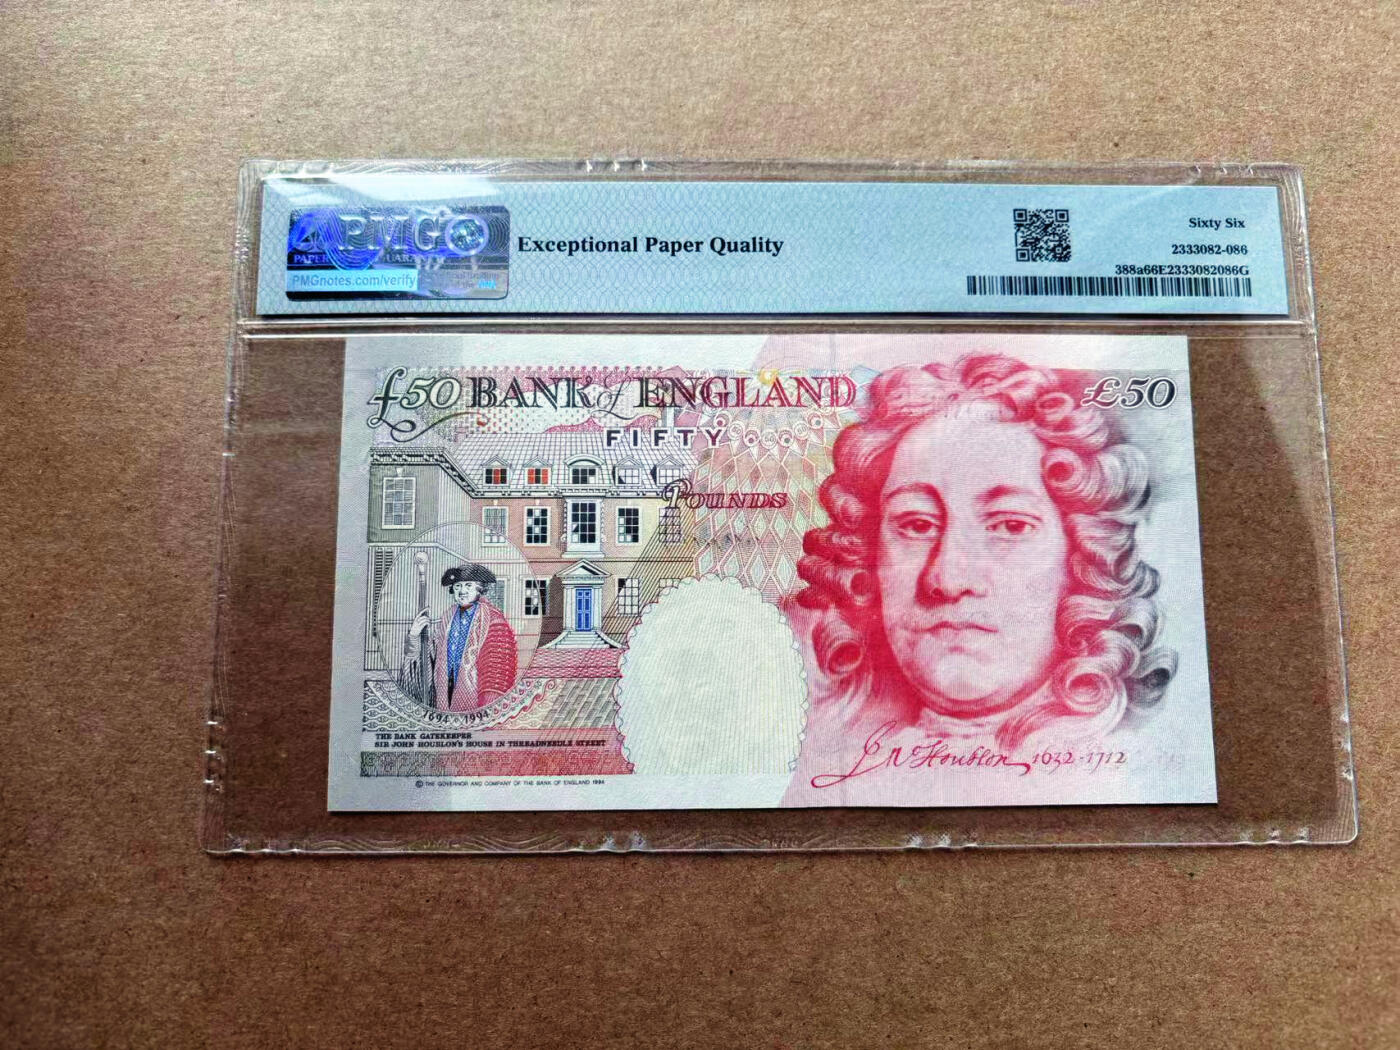 PMG
PMGnotes.com/verify
Exceptional Paper Quality
Sixty Six
2333082-086
388a66E2333082086G
£50 BANK of ENGLAND £50
FIFTY
POUNDS
1694 1994
THE BANK GATEKEEPER
SIR JOHN HOUBLON'S HOUSE IN THREADNEEDLE STREET
© THE GOVERNOR AND COMPANY OF THE BANK OF ENGLAND 1994
Houblon 1632-1712